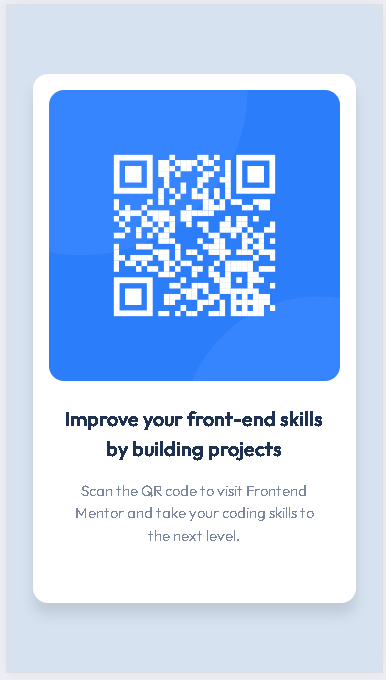 Improve your front-end skills
by building projects
Scan the QR code to visit Frontend
Mentor and take your coding skills to
the next level.